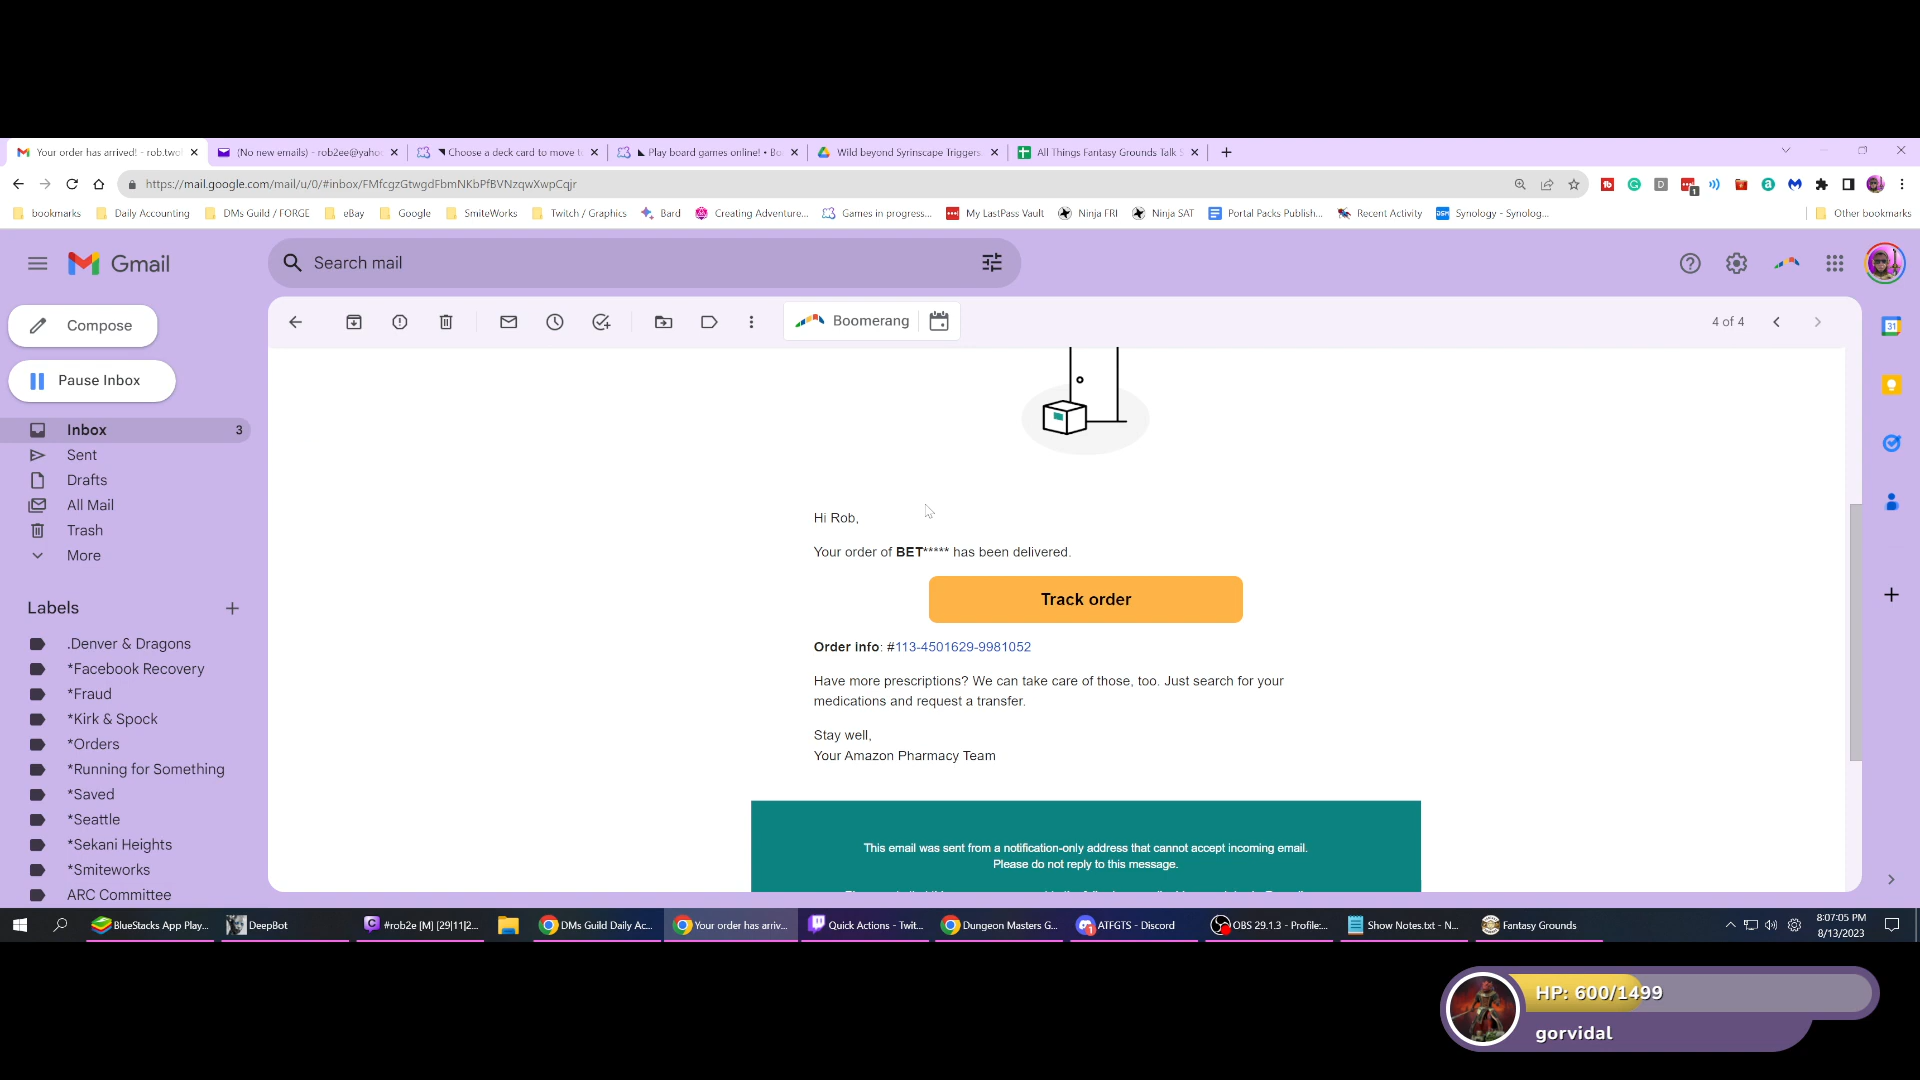 Your order has arrived! - rob.two
(No new emails) - rob2ee@yaho
Choose a deck card to move t
Play board games online! • Bo
Wild beyond Syrinscape Triggers
All Things Fantasy Grounds Talk S
https://mail.google.com/mail/u/0/#inbox/FMfcgzGtwgdFbmNKbPfBVNzqwXwpCqjr
bookmarks
Daily Accounting
DMs Guild / FORGE
eBay
Google
SmiteWorks
Twitch / Graphics
Bard
Creating Adventure...
Games in progress...
My LastPass Vault
Ninja FRI
Ninja SAT
Portal Packs Publish...
Recent Activity
Synology - Synolog...
Other bookmarks
Gmail
Search mail
Compose
Boomerang
4 of 4
31
Pause Inbox
Inbox 3
Sent
Drafts
All Mail
Trash
More
Labels
.Denver & Dragons
*Facebook Recovery
*Fraud
*Kirk & Spock
*Orders
*Running for Something
*Saved
*Seattle
*Sekani Heights
*Smiteworks
ARC Committee
Hi Rob,
Your order of BET***** has been delivered.
Track order
Order info: #113-4501629-9981052
Have more prescriptions? We can take care of those, too. Just search for your
medications and request a transfer.
Stay well,
Your Amazon Pharmacy Team
This email was sent from a notification-only address that cannot accept incoming email.
Please do not reply to this message.
BlueStacks App Play...
DeepBot
#rob2e [M] [29|11]2...
DMs Guild Daily Ac...
Your order has arriv...
Quick Actions - Twit...
Dungeon Masters G...
ATFGTS - Discord
OBS 29.1.3 - Profile:...
Show Notes.txt - N...
Fantasy Grounds
8:07:05 PM
8/13/2023
HP: 600/1499
gorvidal